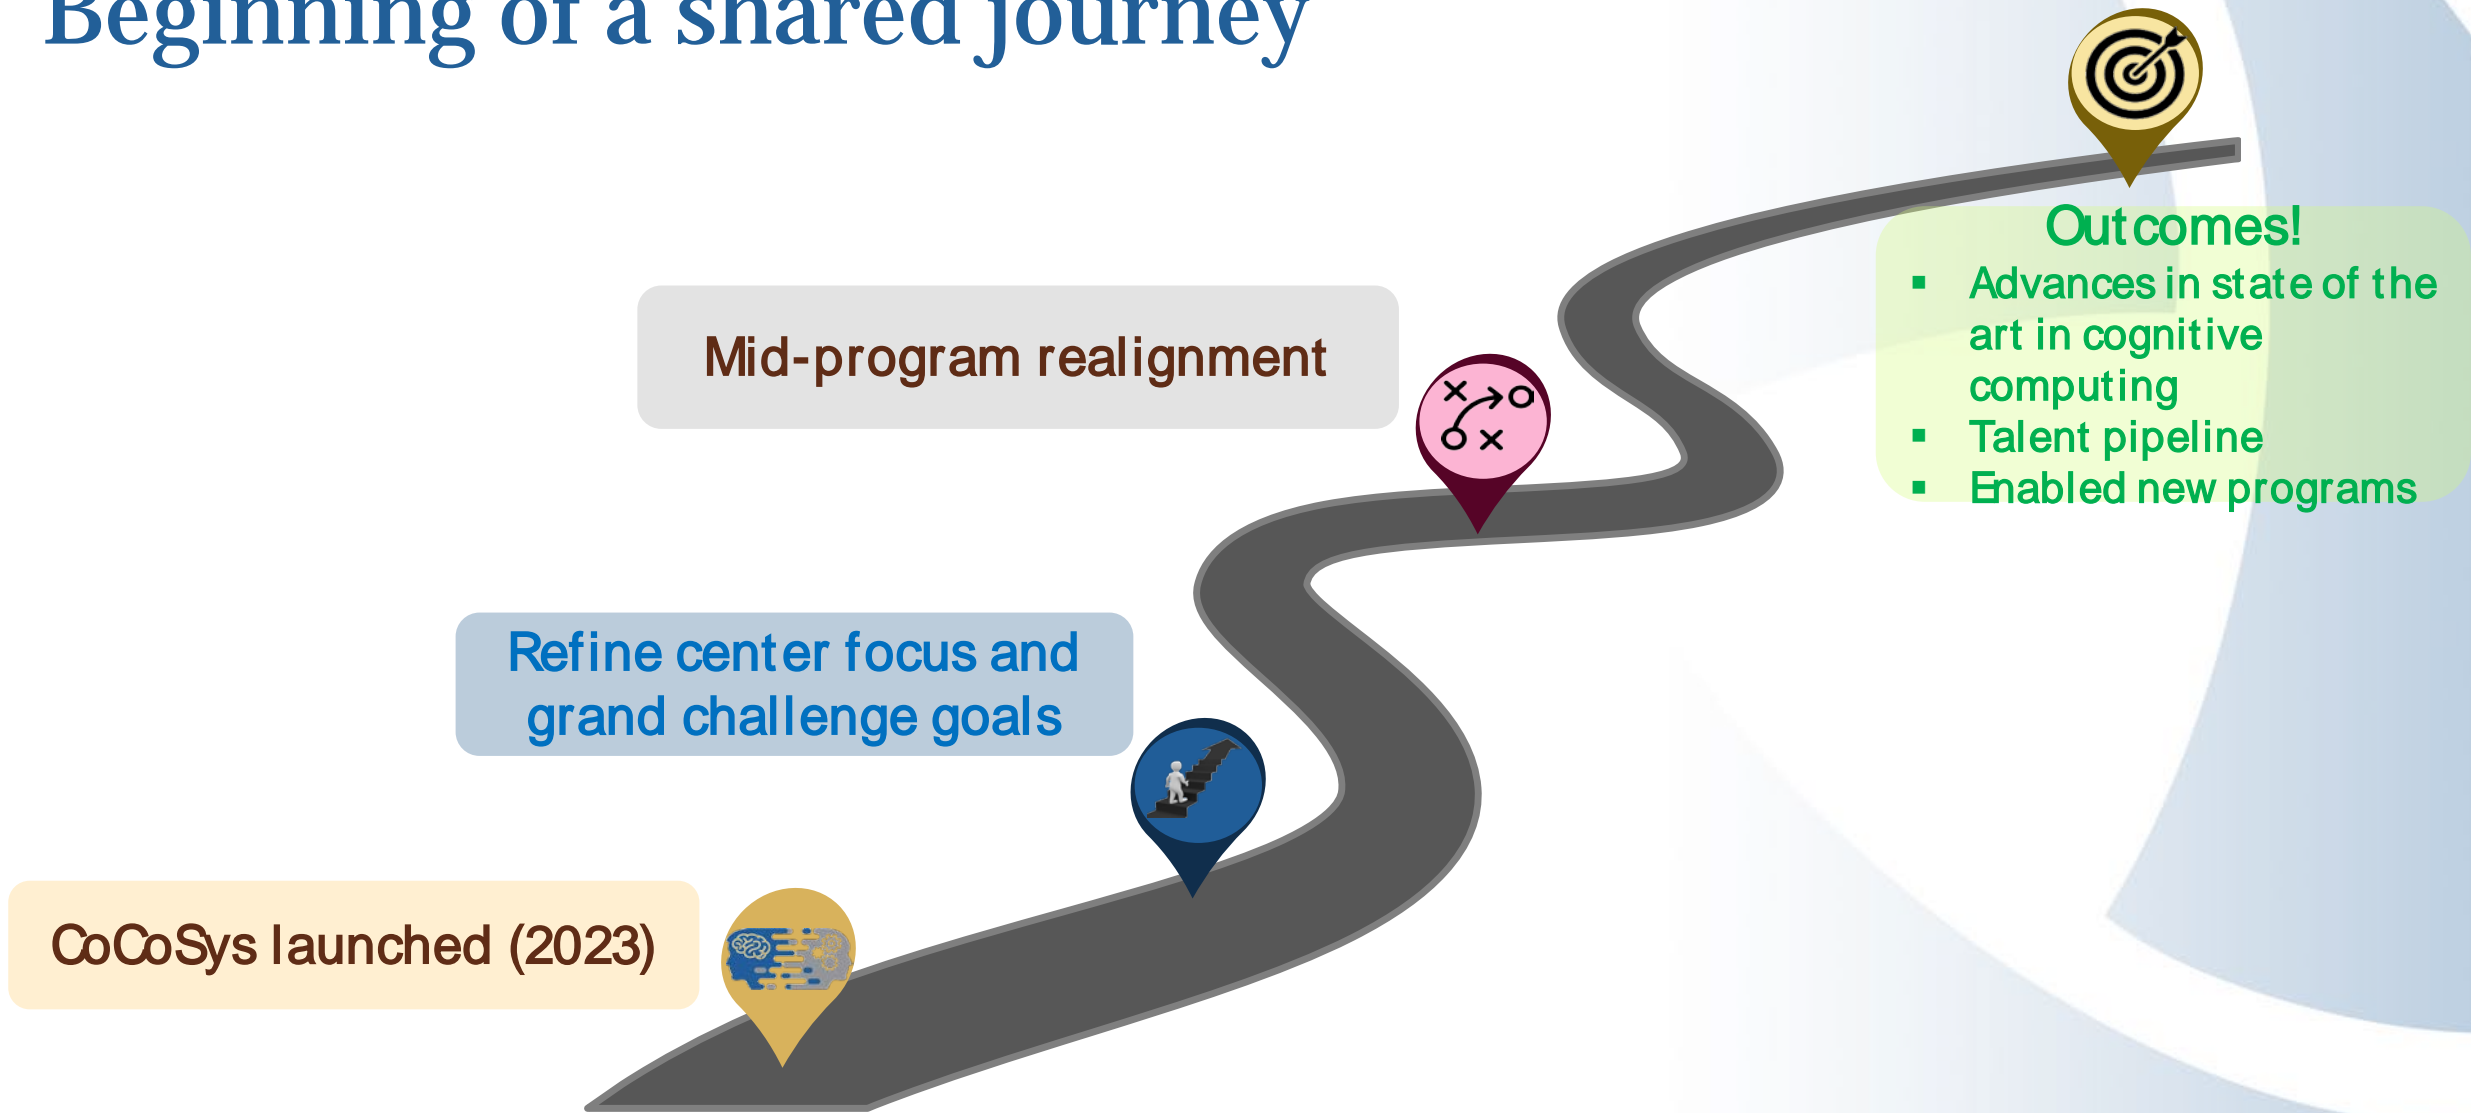 Beginning of a shared journey
Outcomes!
▪ Advances in state of the
art in cognitive
computing
▪ Talent pipeline
▪ Enabled new programs
Mid-program realignment
Refine center focus and
grand challenge goals
CoCoSys launched (2023)